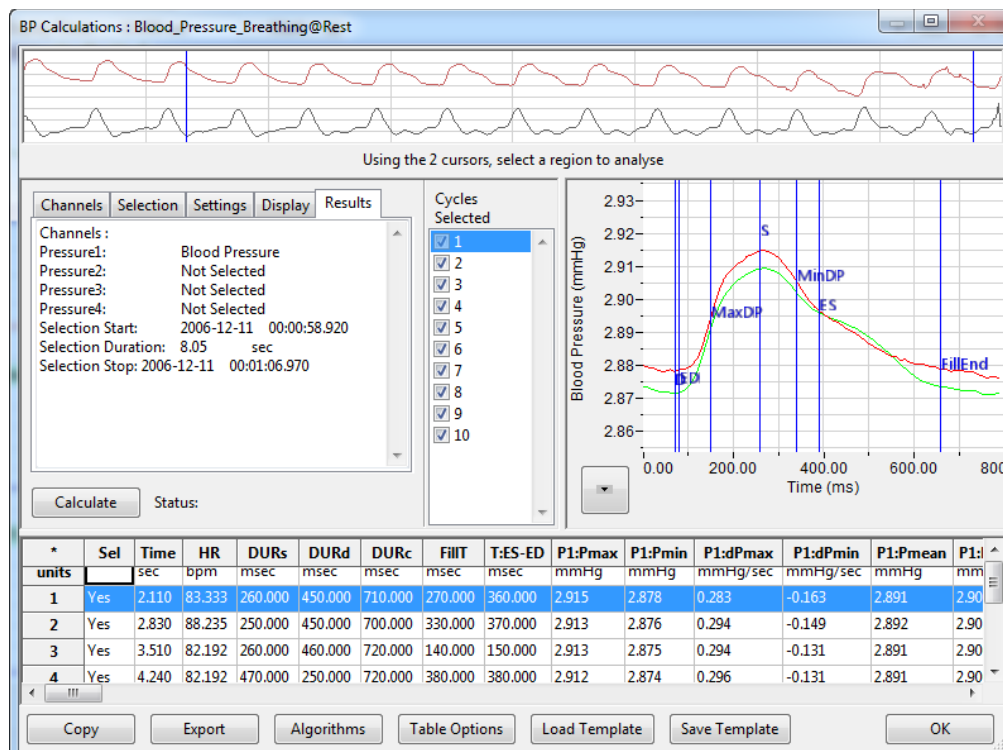 BP Calculations : Blood_Pressure_Breathing@Rest
Using the 2 cursors, select a region to analyse
Channels Selection Settings Display Results
Channels :
Pressure1: Blood Pressure
Pressure2: Not Selected
Pressure3: Not Selected
Pressure4: Not Selected
Selection Start: 2006-12-11 00:00:58.920
Selection Duration: 8.05 sec
Selection Stop: 2006-12-11 00:01:06.970
Calculate Status:
Cycles
Selected
1
2
3
4
5
6
7
8
9
10
Blood Pressure (mmHg)
2.93
2.92
2.91
2.90
2.89
2.88
2.87
2.86
S
MinDP
MaxDP
ES
ED
FillEnd
0.00 200.00 400.00 600.00 800
Time (ms)
* Sel Time HR DURs DURd DURc FillT T:ES-ED P1:Pmax P1:Pmin P1:dPmax P1:dPmin P1:Pmean P1:
units sec bpm msec msec msec msec msec mmHg mmHg mmHg/sec mmHg/sec mmHg mm
1 Yes 2.110 83.333 260.000 450.000 710.000 270.000 360.000 2.915 2.878 0.283 -0.163 2.891 2.90
2 Yes 2.830 88.235 250.000 450.000 700.000 330.000 370.000 2.913 2.876 0.294 -0.149 2.892 2.90
3 Yes 3.510 82.192 260.000 460.000 720.000 140.000 150.000 2.913 2.875 0.294 -0.131 2.891 2.90
4 Yes 4.240 82.192 470.000 250.000 720.000 380.000 380.000 2.912 2.874 0.296 -0.131 2.891 2.90
Copy Export Algorithms Table Options Load Template Save Template OK